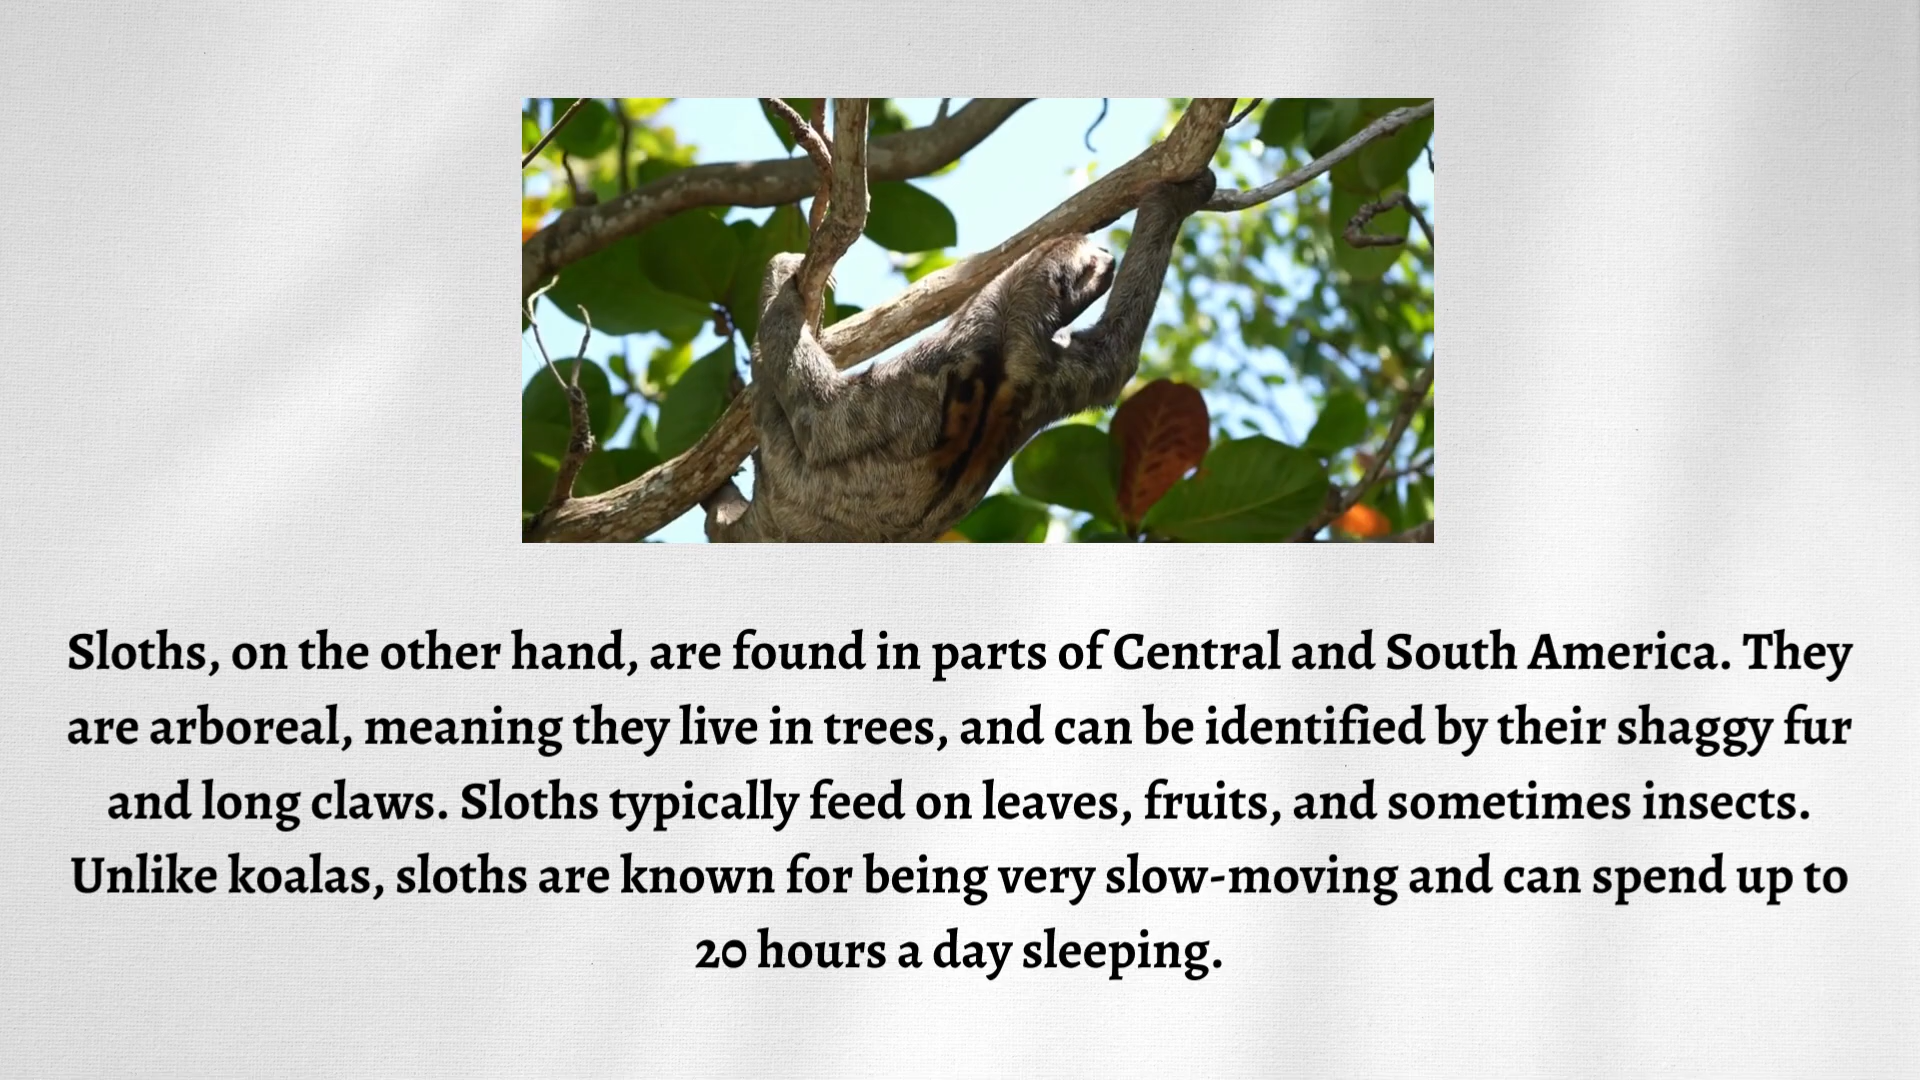 Sloths, on the other hand, are found in parts of Central and South America. They
are arboreal, meaning they live in trees, and can be identified by their shaggy fur
and long claws. Sloths typically feed on leaves, fruits, and sometimes insects.
Unlike koalas, sloths are known for being very slow-moving and can spend up to
20 hours a day sleeping.